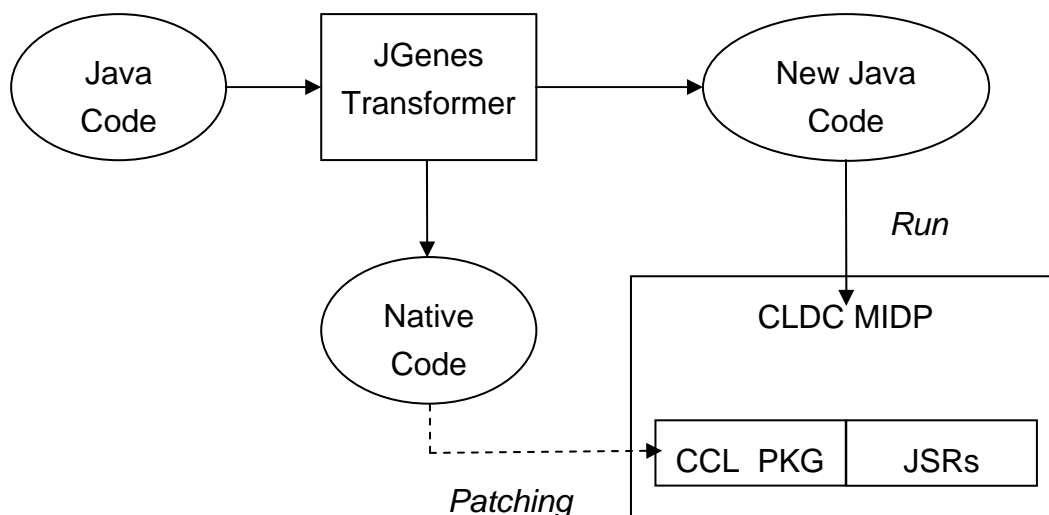 Java
Code
JGenes
Transformer
New Java
Code
Run
Native
Code
CLDC MIDP
CCL PKG
JSRs
Patching